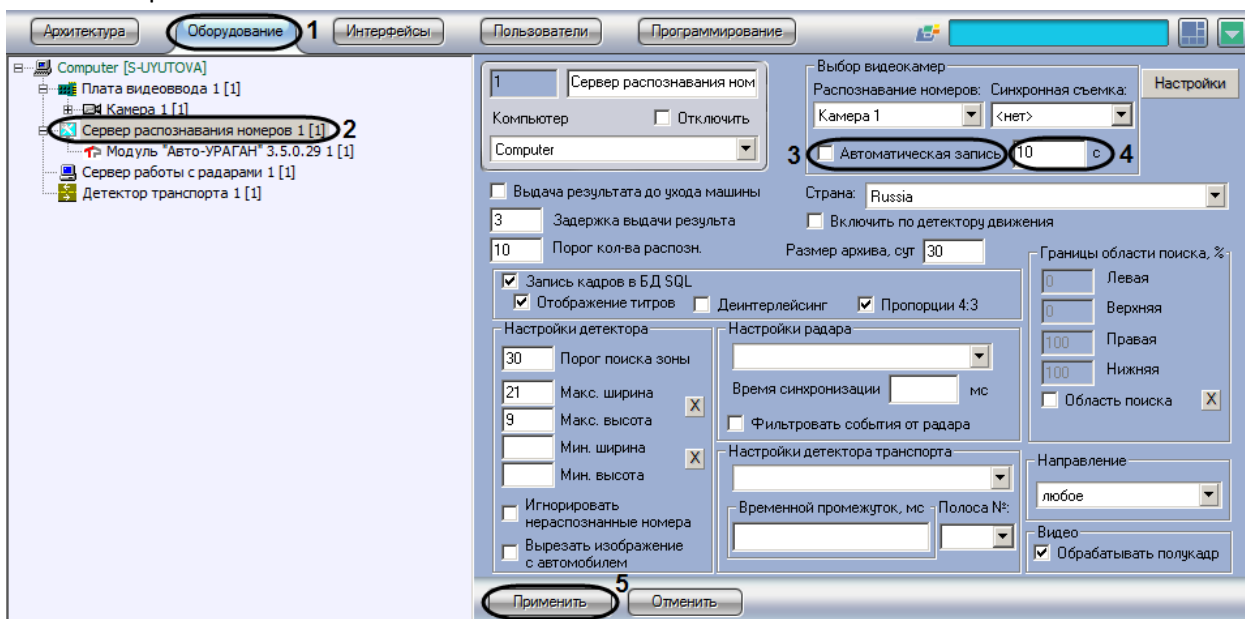 Архитектура Оборудование 1 Интерфейсы Пользователи Программирование
Computer [S-UYUTOVA]
Плата видеоввода 1 [1]
Камера 1 [1]
Сервер распознавания номеров 1 [1] 2
Модуль "Авто-УРАГАН" 3.5.0.29 1 [1]
Сервер работы с радарами 1 [1]
Детектор транспорта 1 [1]
1 Сервер распознавания ном
Компьютер Отключить
Computer
Выбор видеокамер
Распознавание номеров: Синхронная съемка:
Камера 1 <нет>
3 Автоматическая запись 10 с 4
Настройки
Выдача результата до ухода машины
Страна: Russia
3 Задержка выдачи результа
Включить по детектору движения
10 Порог кол-ва распозн.
Размер архива, сут 30
Запись кадров в БД SQL
Отображение титров Деинтерлейсинг Пропорции 4:3
Границы области поиска, %
0 Левая
0 Верхняя
100 Правая
100 Нижняя
Область поиска X
Настройки детектора
30 Порог поиска зоны
21 Макс. ширина
X
9 Макс. высота
Мин. ширина
X
Мин. высота
Игнорировать
нераспознанные номера
Вырезать изображение
с автомобилем
Настройки радара
Время синхронизации мс
Фильтровать события от радара
Настройки детектора транспорта
Временной промежуток, мс Полоса №:
Направление
любое
Видео
Обрабатывать полукадр
Применить 5 Отменить